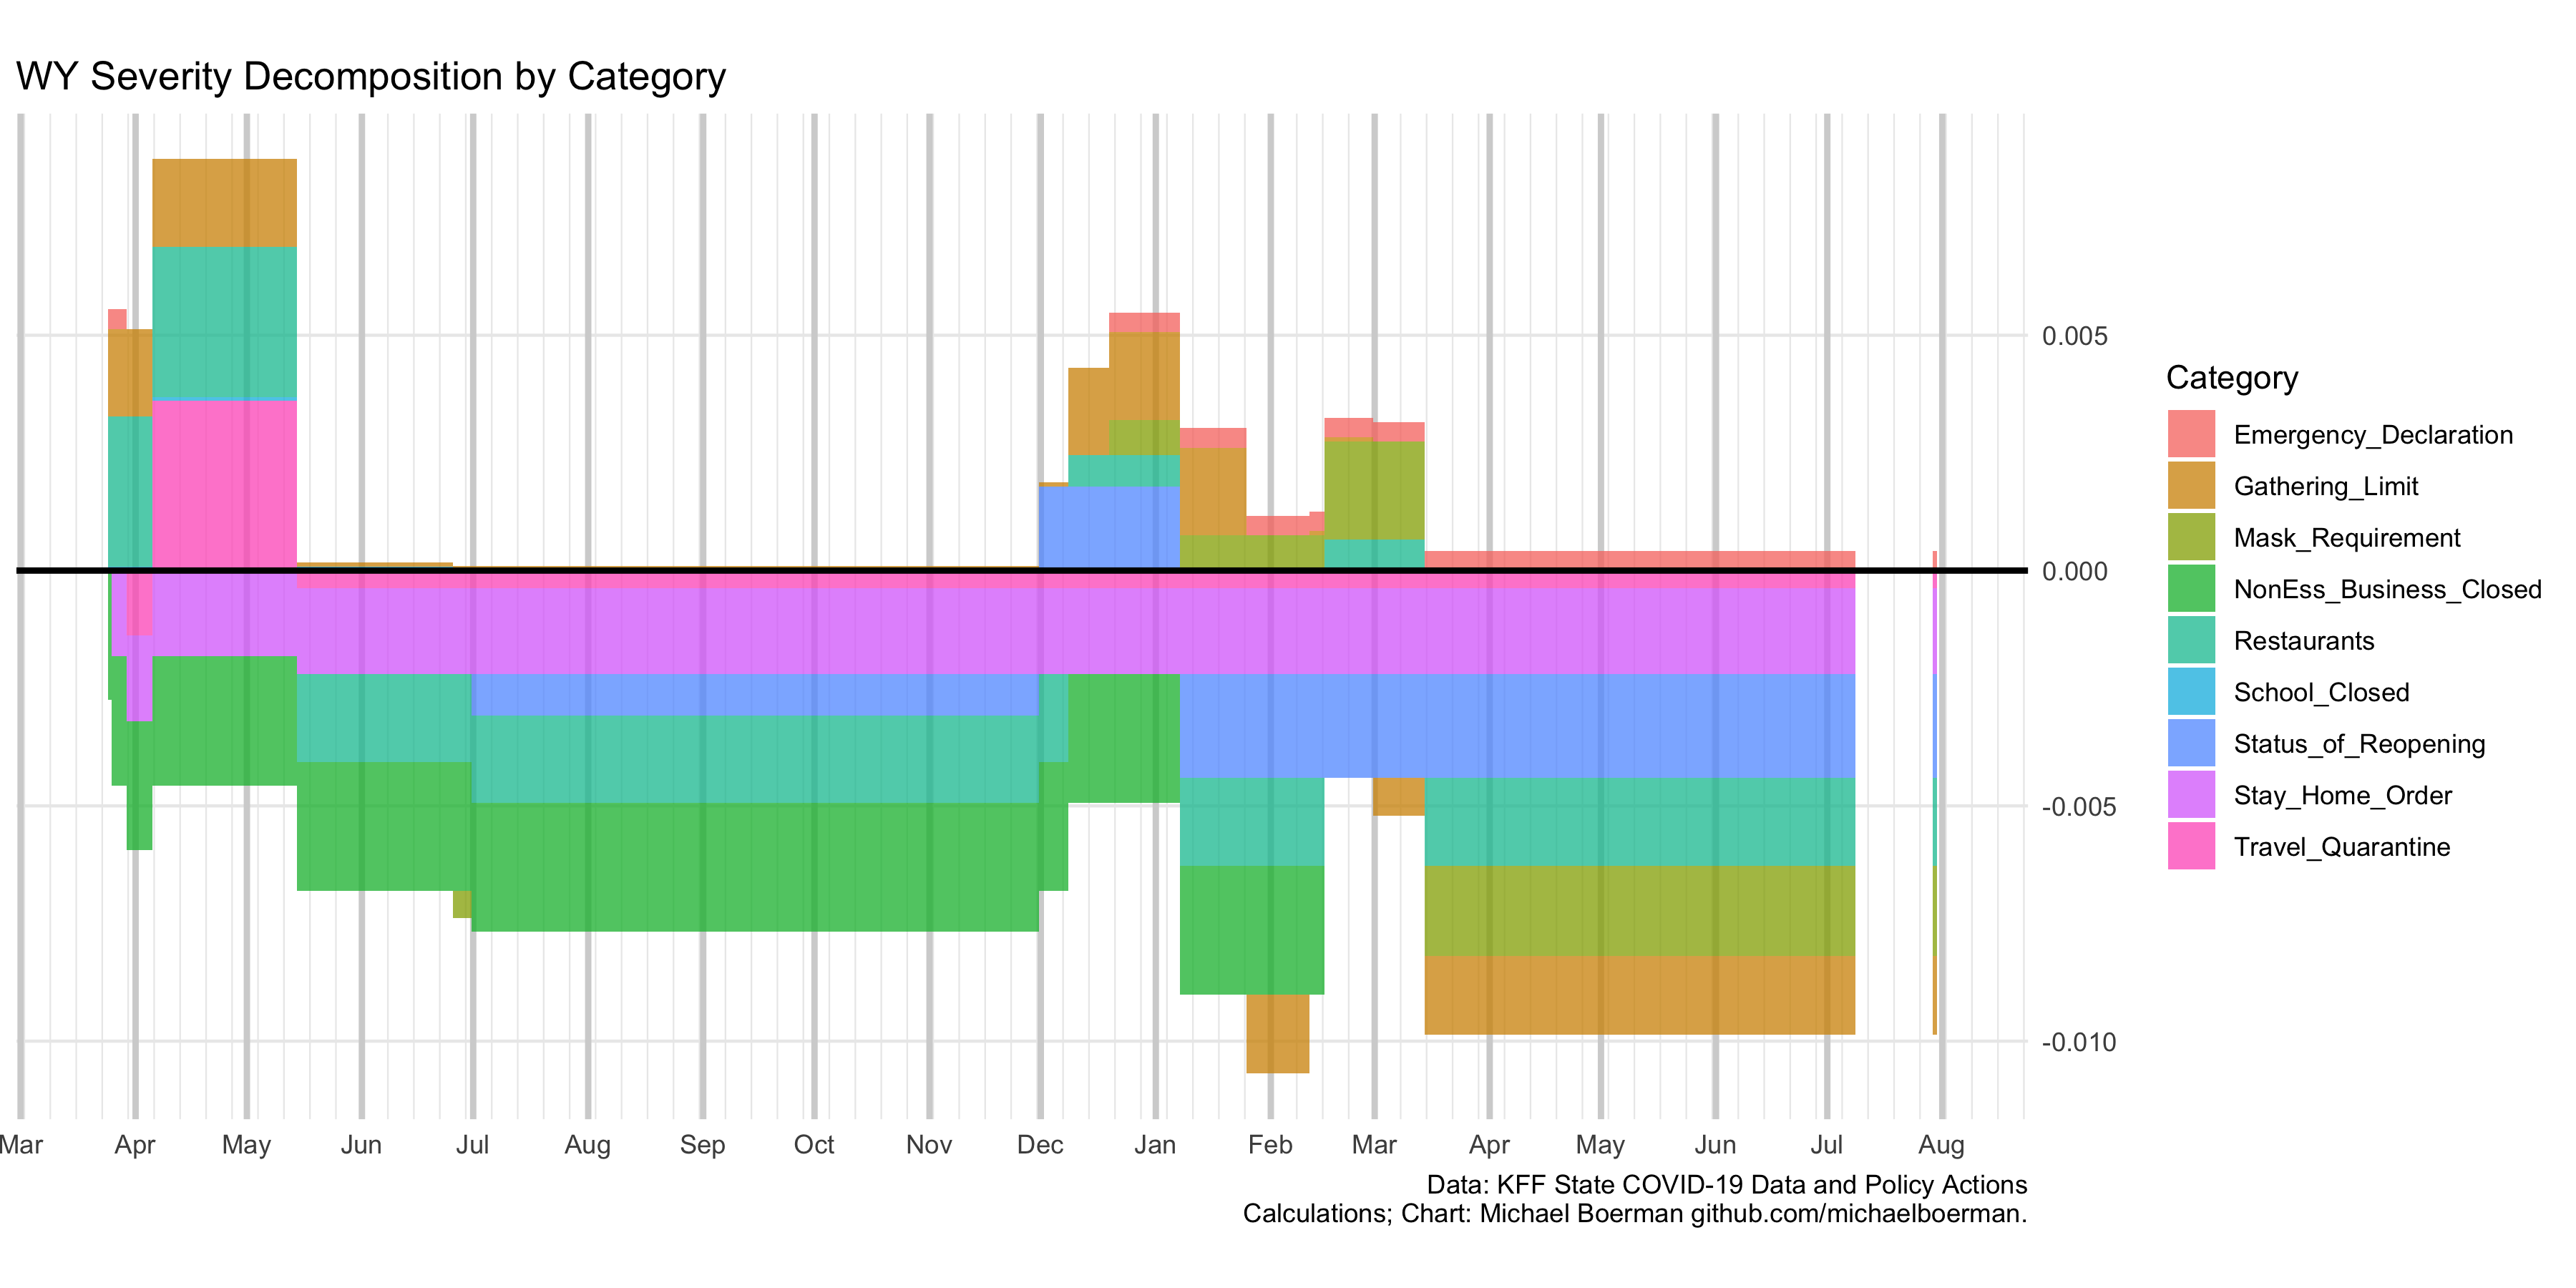 WY Severity Decomposition by Category
0.005
0.000
-0.005
-0.010
Mar Apr May Jun Jul Aug Sep Oct Nov Dec Jan Feb Mar Apr May Jun Jul Aug
Category
Emergency_Declaration
Gathering_Limit
Mask_Requirement
NonEss_Business_Closed
Restaurants
School_Closed
Status_of_Reopening
Stay_Home_Order
Travel_Quarantine
Data: KFF State COVID-19 Data and Policy Actions
Calculations; Chart: Michael Boerman github.com/michaelboerman.